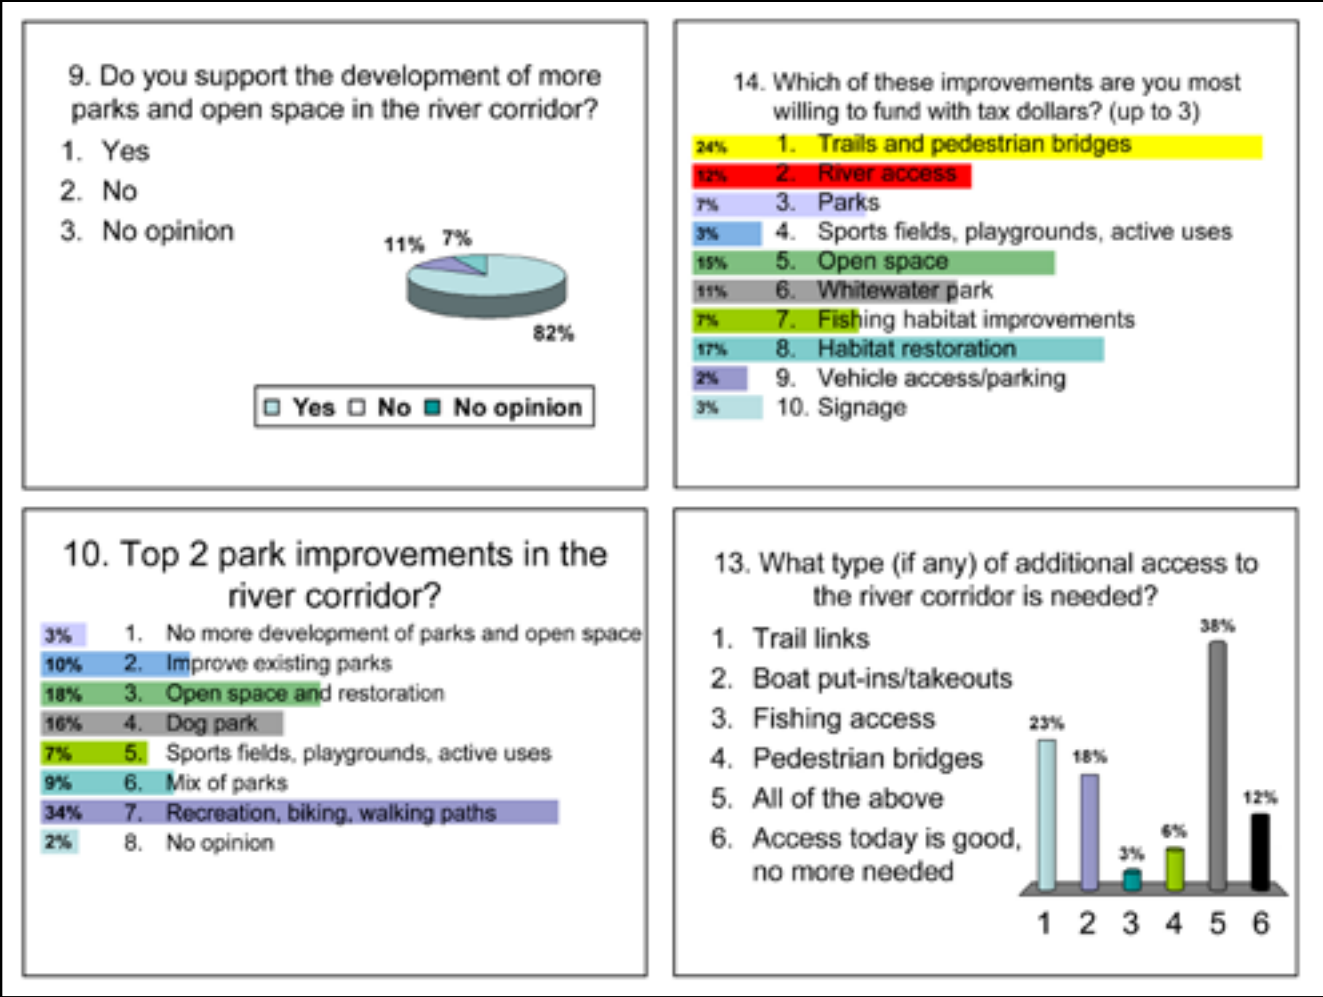 9. Do you support the development of more
parks and open space in the river corridor?
1. Yes
2. No
3. No opinion
11% 7%
82%
Yes No No opinion
14. Which of these improvements are you most
willing to fund with tax dollars? (up to 3)
24% 1. Trails and pedestrian bridges
12% 2. River access
7% 3. Parks
3% 4. Sports fields, playgrounds, active uses
15% 5. Open space
11% 6. Whitewater park
7% 7. Fishing habitat improvements
17% 8. Habitat restoration
2% 9. Vehicle access/parking
3% 10. Signage
10. Top 2 park improvements in the
river corridor?
3% 1. No more development of parks and open space
10% 2. Improve existing parks
18% 3. Open space and restoration
16% 4. Dog park
7% 5. Sports fields, playgrounds, active uses
9% 6. Mix of parks
34% 7. Recreation, biking, walking paths
2% 8. No opinion
13. What type (if any) of additional access to
the river corridor is needed?
1. Trail links
2. Boat put-ins/takeouts
3. Fishing access
4. Pedestrian bridges
5. All of the above
6. Access today is good,
no more needed
23% 18% 3% 6% 38% 12%
1 2 3 4 5 6